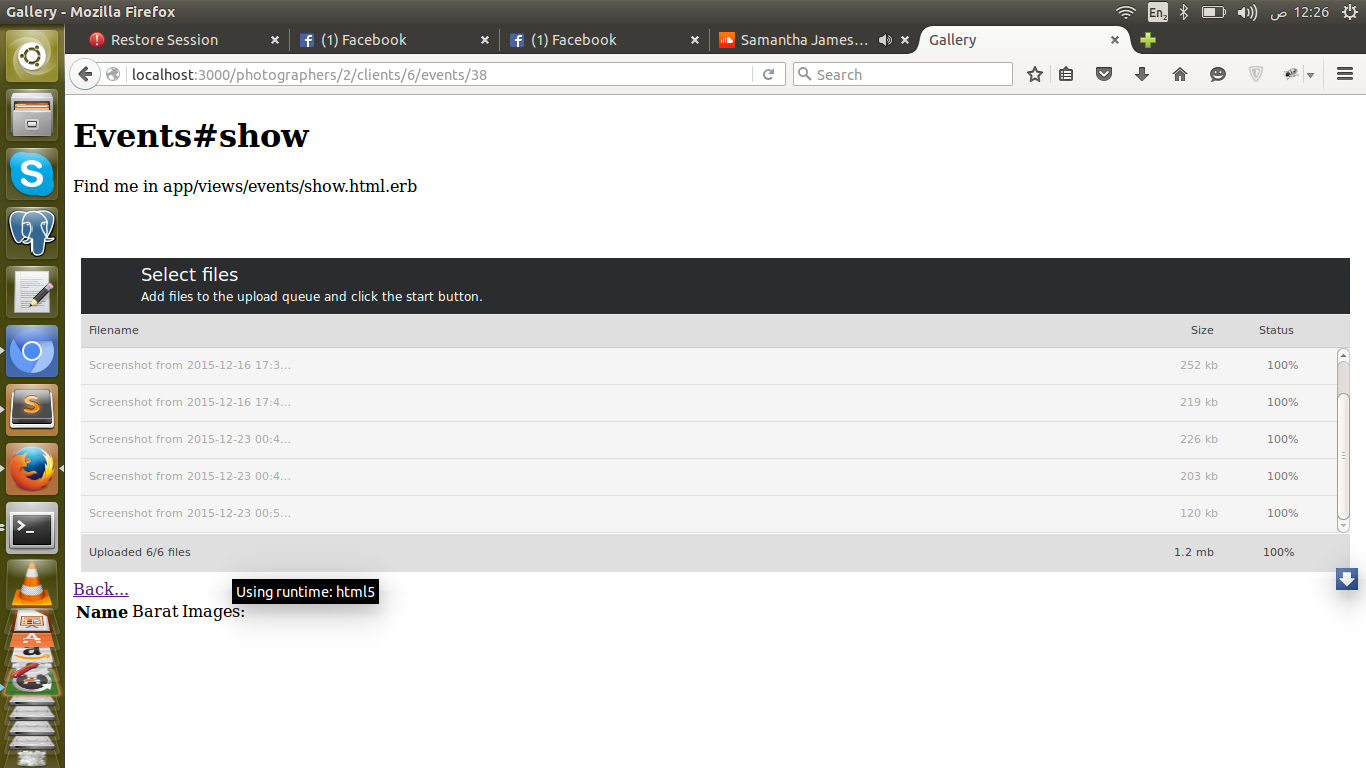 Gallery - Mozilla Firefox
En2
ص 12:26
Restore Session
(1) Facebook
(1) Facebook
Samantha James...
Gallery
localhost:3000/photographers/2/clients/6/events/38
Search
Events#show
Find me in app/views/events/show.html.erb
Select files
Add files to the upload queue and click the start button.
Filename Size Status
Screenshot from 2015-12-16 17:3... 252 kb 100%
Screenshot from 2015-12-16 17:4... 219 kb 100%
Screenshot from 2015-12-23 00:4... 226 kb 100%
Screenshot from 2015-12-23 00:4... 203 kb 100%
Screenshot from 2015-12-23 00:5... 120 kb 100%
Uploaded 6/6 files 1.2 mb 100%
Back...
Using runtime: html5
Name Barat Images: